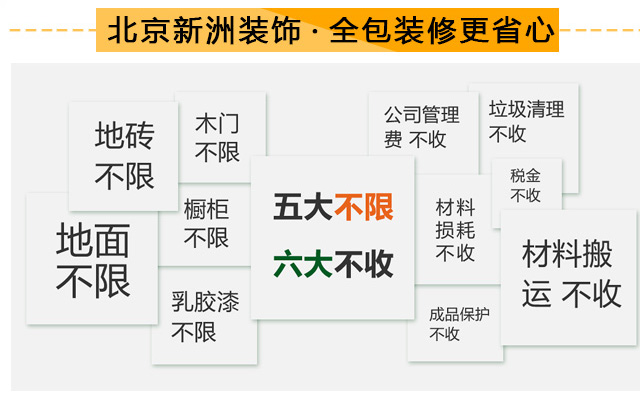 北京新洲装饰·全包装修更省心
地砖
不限
木门
不限
橱柜
不限
地面
不限
乳胶漆
不限
五大不限
六大不收
公司管理
费 不收
垃圾清理
不收
税金
不收
材料
损耗
不收
材料搬
运 不收
成品保护
不收